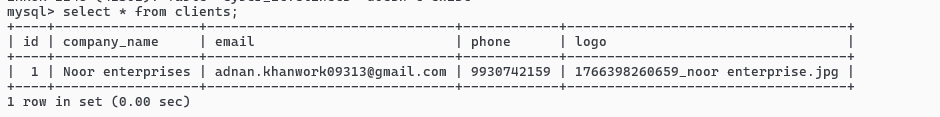 mysql> select * from clients;
+----+------------------+-----------------------------+------------+------------------------------------+
| id | company_name     | email                       | phone      | logo                               |
+----+------------------+-----------------------------+------------+------------------------------------+
|  1 | Noor enterprises | adnan.khanwork09313@gmail.com | 9930742159 | 1766398260659_noor enterprise.jpg |
+----+------------------+-----------------------------+------------+------------------------------------+
1 row in set (0.00 sec)